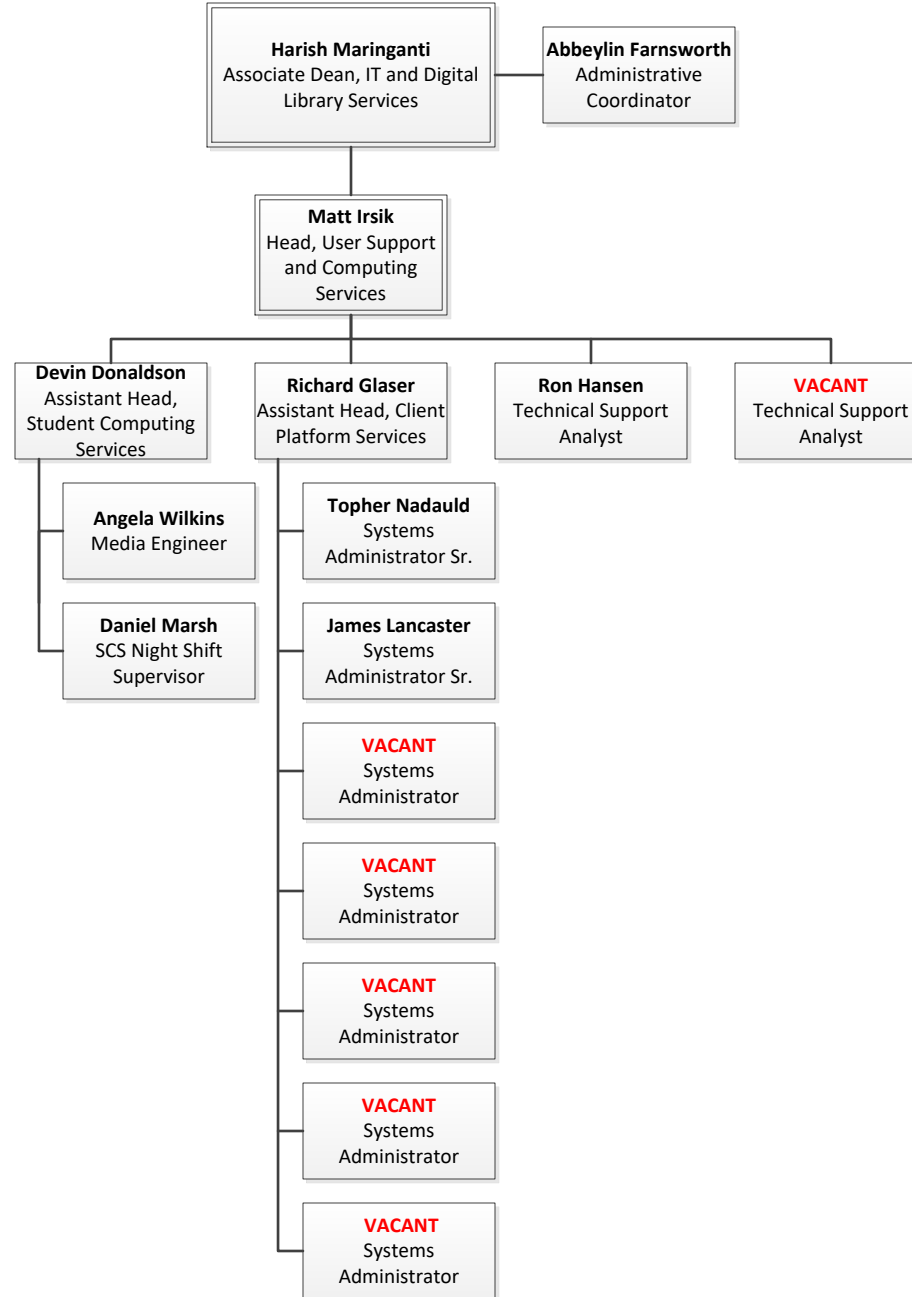 Harish Maringanti
Associate Dean, IT and Digital
Library Services
Abbeylin Farnsworth
Administrative
Coordinator
Matt Irsik
Head, User Support
and Computing
Services
Devin Donaldson
Assistant Head,
Student Computing
Services
Richard Glaser
Assistant Head, Client
Platform Services
Ron Hansen
Technical Support
Analyst
VACANT
Technical Support
Analyst
Angela Wilkins
Media Engineer
Daniel Marsh
SCS Night Shift
Supervisor
Topher Nadauld
Systems
Administrator Sr.
James Lancaster
Systems
Administrator Sr.
VACANT
Systems
Administrator
VACANT
Systems
Administrator
VACANT
Systems
Administrator
VACANT
Systems
Administrator
VACANT
Systems
Administrator